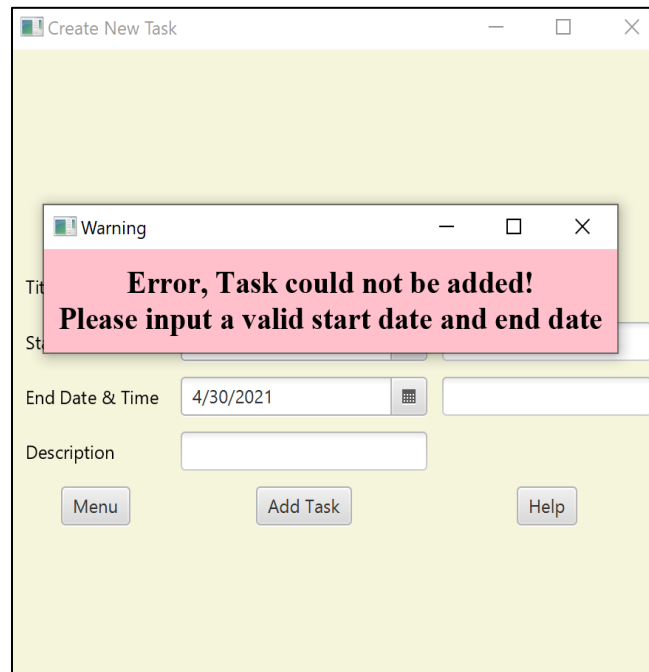 Create New Task
Warning
Error, Task could not be added!
Please input a valid start date and end date
End Date & Time 4/30/2021
Description
Menu Add Task Help